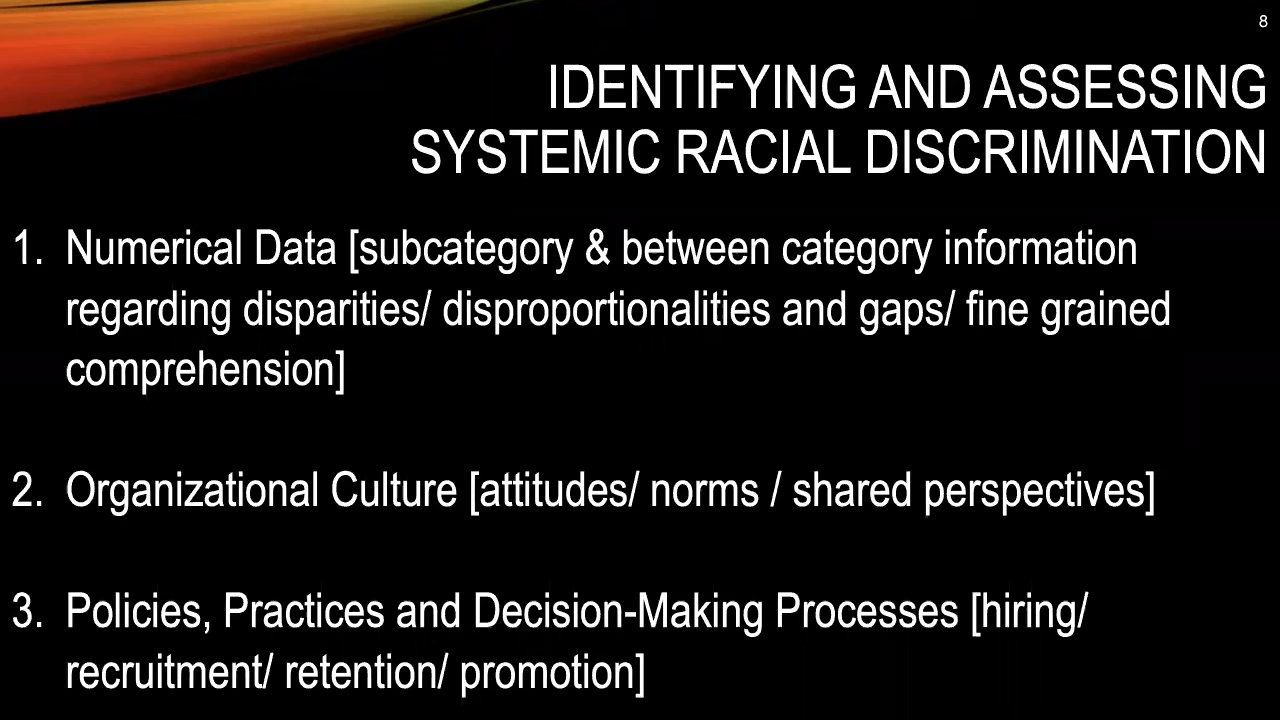 8
IDENTIFYING AND ASSESSING
SYSTEMIC RACIAL DISCRIMINATION
1. Numerical Data [subcategory & between category information
regarding disparities/ disproportionalities and gaps/ fine grained
comprehension]
2. Organizational Culture [attitudes/ norms / shared perspectives]
3. Policies, Practices and Decision-Making Processes [hiring/
recruitment/ retention/ promotion]